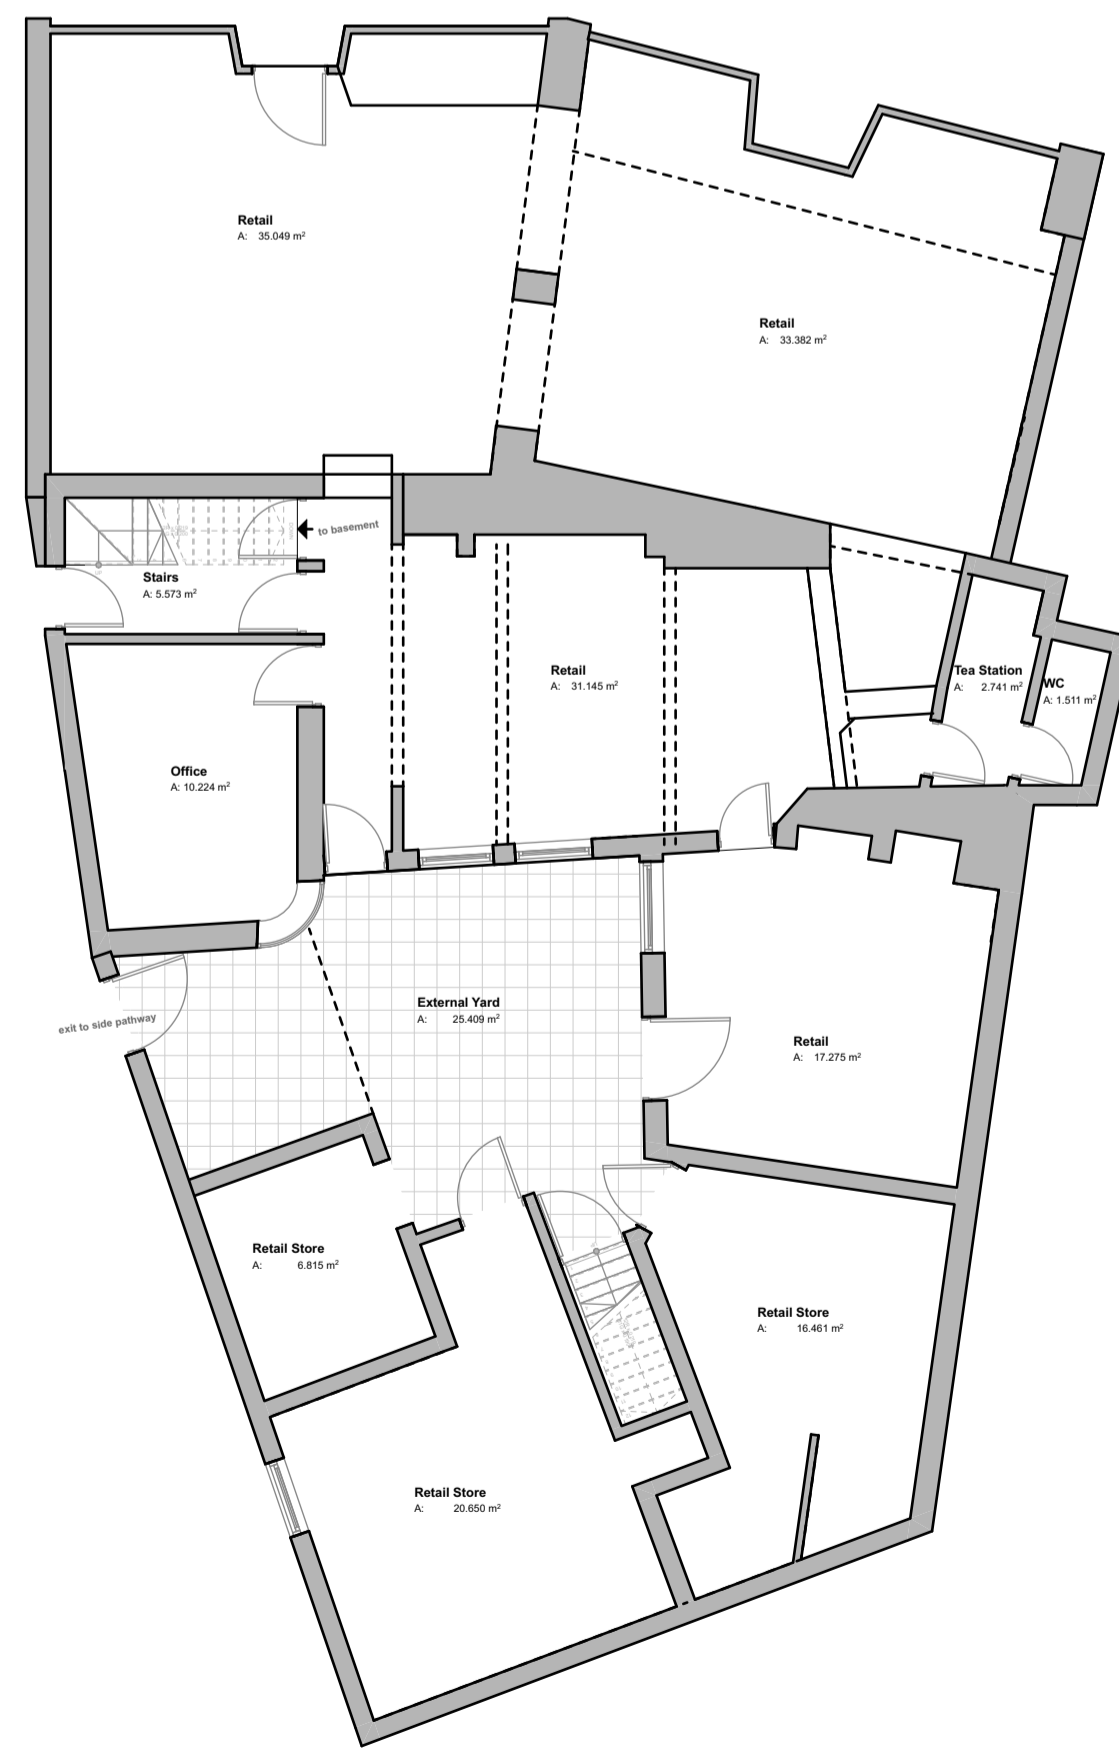 Retail
A: 35.049 m²
Retail
A: 33.382 m²
to basement
Stairs
A: 5.573 m²
Retail
A: 31.145 m²
Tea Station
A: 2.741 m²
WC
A: 1.511 m²
Office
A: 10.224 m²
External Yard
A: 25.409 m²
exit to side pathway
Retail
A: 17.275 m²
Retail Store
A: 6.815 m²
Retail Store
A: 16.461 m²
Retail Store
A: 20.650 m²